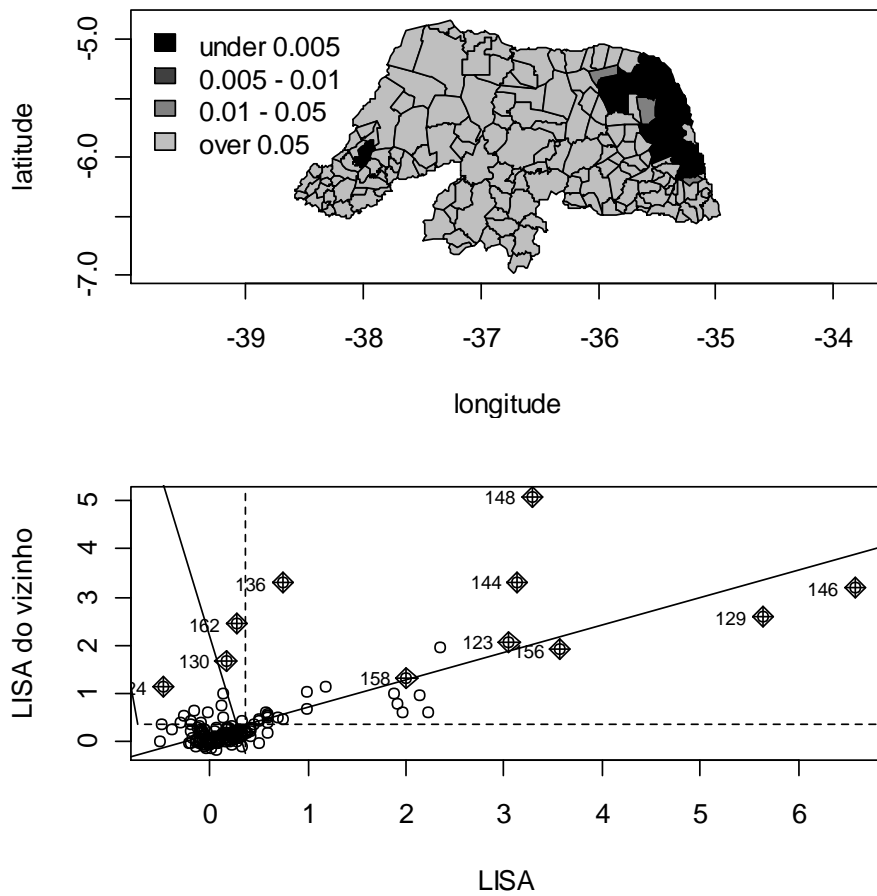 -5.0
under 0.005
0.005 - 0.01
0.01 - 0.05
-6.0
over 0.05
latitude
-7.0
-39 -38 -37 -36 -35 -34
longitude
5
148
4
136
144
146
3
129
162
2
123
156
130
158
24
1
0
LISA do vizinho
0 1 2 3 4 5 6
LISA